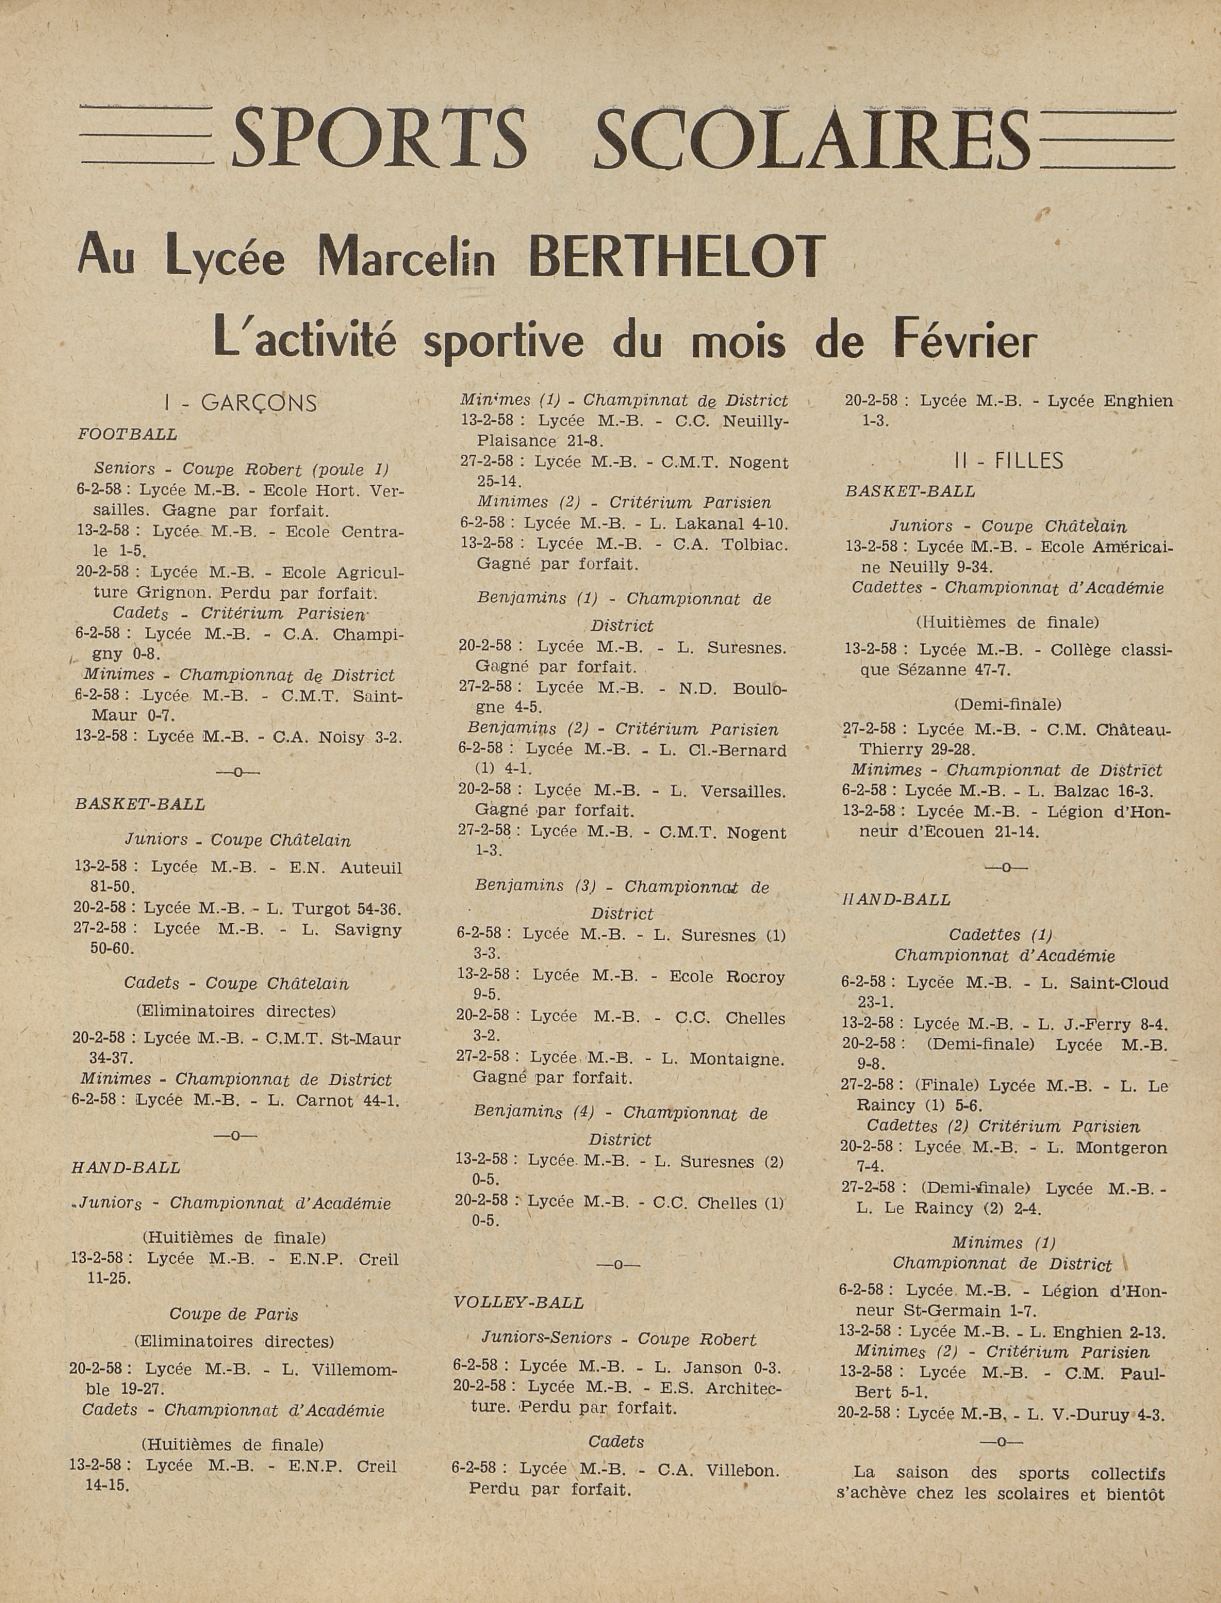 SPORTS SCOLAIRES
Au Lycée Marcelin BERTHELOT
L'activité sportive du mois de Février
I - GARÇONS
FOOTBALL
Seniors - Coupe Robert (poule 1)
6-2-58 : Lycée M.-B. - Ecole Hort. Ver-
sailles. Gagne par forfait.
13-2-58 : Lycée M.-B. - Ecole Centra-
le 1-5.
20-2-58 : Lycée M.-B. - Ecole Agricul-
ture Grignon. Perdu par forfait.
Cadets - Critérium Parisien
6-2-58 : Lycée M.-B. - C.A. Champi-
gny 0-8.
Minimes - Championnat de District
6-2-58 : Lycée M.-B. - C.M.T. Saint-
Maur 0-7.
13-2-58 : Lycée M.-B. - C.A. Noisy 3-2.
—o—
BASKET-BALL
Juniors - Coupe Châtelain
13-2-58 : Lycée M.-B. - E.N. Auteuil
81-50.
20-2-58 : Lycée M.-B. - L. Turgot 54-36.
27-2-58 : Lycée M.-B. - L. Savigny
50-60.
Cadets - Coupe Châtelain
(Eliminatoires directes)
20-2-58 : Lycée M.-B. - C.M.T. St-Maur
34-37.
Minimes - Championnat de District
6-2-58 : Lycée M.-B. - L. Carnot 44-1.
—o—
HAND-BALL
Juniors - Championnat d'Académie
(Huitièmes de finale)
13-2-58 : Lycée M.-B. - E.N.P. Creil
11-25.
Coupe de Paris
(Eliminatoires directes)
20-2-58 : Lycée M.-B. - L. Villemom-
ble 19-27.
Cadets - Championnat d'Académie
(Huitièmes de finale)
13-2-58 : Lycée M.-B. - E.N.P. Creil
14-15.
Minimes (1) - Champinnat de District
13-2-58 : Lycée M.-B. - C.C. Neuilly-
Plaisance 21-8.
27-2-58 : Lycée M.-B. - C.M.T. Nogent
25-14.
Minimes (2) - Critérium Parisien
6-2-58 : Lycée M.-B. - L. Lakanal 4-10.
13-2-58 : Lycée M.-B. - C.A. Tolbiac.
Gagné par forfait.
Benjamins (1) - Championnat de
District
20-2-58 : Lycée M.-B. - L. Suresnes.
Gagné par forfait.
27-2-58 : Lycée M.-B. - N.D. Boulo-
gne 4-5.
Benjamins (2) - Critérium Parisien
6-2-58 : Lycée M.-B. - L. Cl.-Bernard
(1) 4-1.
20-2-58 : Lycée M.-B. - L. Versailles.
Gagné par forfait.
27-2-58 : Lycée M.-B. - C.M.T. Nogent
1-3.
Benjamins (3) - Championnat de
District
6-2-58 : Lycée M.-B. - L. Suresnes (1)
3-3.
13-2-58 : Lycée M.-B. - Ecole Rocroy
9-5.
20-2-58 : Lycée M.-B. - C.C. Chelles
3-2.
27-2-58 : Lycée M.-B. - L. Montaigne.
Gagné par forfait.
Benjamins (4) - Championnat de
District
13-2-58 : Lycée M.-B. - L. Suresnes (2)
0-5.
20-2-58 : Lycée M.-B. - C.C. Chelles (1)
0-5.
—o—
VOLLEY-BALL
Juniors-Seniors - Coupe Robert
6-2-58 : Lycée M.-B. - L. Janson 0-3.
20-2-58 : Lycée M.-B. - E.S. Architec-
ture. Perdu par forfait.
Cadets
6-2-58 : Lycée M.-B. - C.A. Villebon.
Perdu par forfait.
20-2-58 : Lycée M.-B. - Lycée Enghien
1-3.
II - FILLES
BASKET-BALL
Juniors - Coupe Châtelain
13-2-58 : Lycée M.-B. - Ecole Américai-
ne Neuilly 9-34.
Cadettes - Championnat d'Académie
(Huitièmes de finale)
13-2-58 : Lycée M.-B. - Collège classi-
que Sézanne 47-7.
(Demi-finale)
27-2-58 : Lycée M.-B. - C.M. Château-
Thierry 29-28.
Minimes - Championnat de District
6-2-58 : Lycée M.-B. - L. Balzac 16-3.
13-2-58 : Lycée M.-B. - Légion d'Hon-
neur d'Ecouen 21-14.
—o—
HAND-BALL
Cadettes (1)
Championnat d'Académie
6-2-58 : Lycée M.-B. - L. Saint-Cloud
23-1.
13-2-58 : Lycée M.-B. - L. J.-Ferry 8-4.
20-2-58 : (Demi-finale) Lycée M.-B.
9-8.
27-2-58 : (Finale) Lycée M.-B. - L. Le
Raincy (1) 5-6.
Cadettes (2) Critérium Parisien
20-2-58 : Lycée M.-B. - L. Montgeron
7-4.
27-2-58 : (Demi-finale) Lycée M.-B. -
L. Le Raincy (2) 2-4.
Minimes (1)
Championnat de District
6-2-58 : Lycée M.-B. - Légion d'Hon-
neur St-Germain 1-7.
13-2-58 : Lycée M.-B. - L. Enghien 2-13.
Minimes (2) - Critérium Parisien
13-2-58 : Lycée M.-B. - C.M. Paul-
Bert 5-1.
20-2-58 : Lycée M.-B. - L. V.-Duruy 4-3.
—o—
La saison des sports collectifs
s'achève chez les scolaires et bientôt